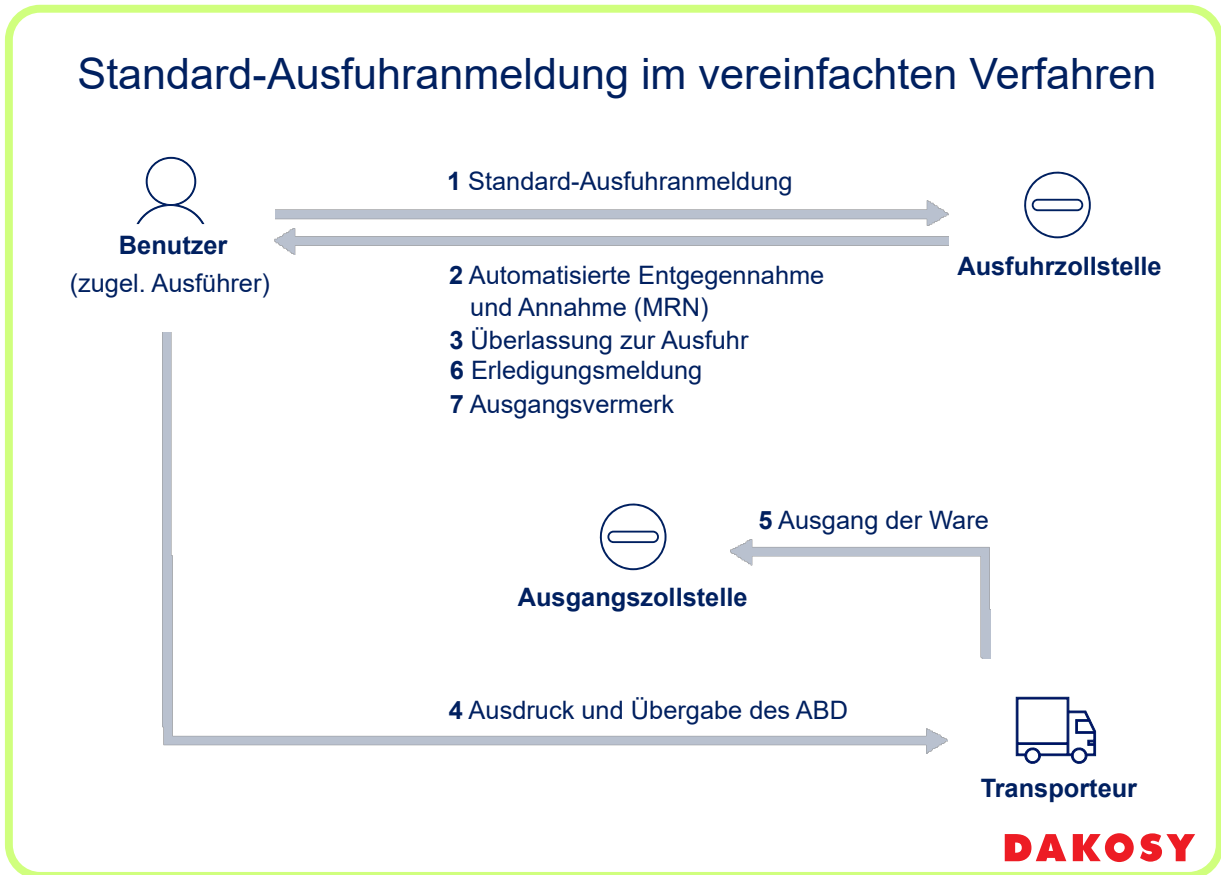 Standard-Ausfuhranmeldung im vereinfachten Verfahren
1 Standard-Ausfuhranmeldung
Benutzer
(zugel. Ausführer)
Ausfuhrzollstelle
2 Automatisierte Entgegennahme
und Annahme (MRN)
3 Überlassung zur Ausfuhr
6 Erledigungsmeldung
7 Ausgangsvermerk
5 Ausgang der Ware
Ausgangszollstelle
4 Ausdruck und Übergabe des ABD
Transporteur
DAKOSY